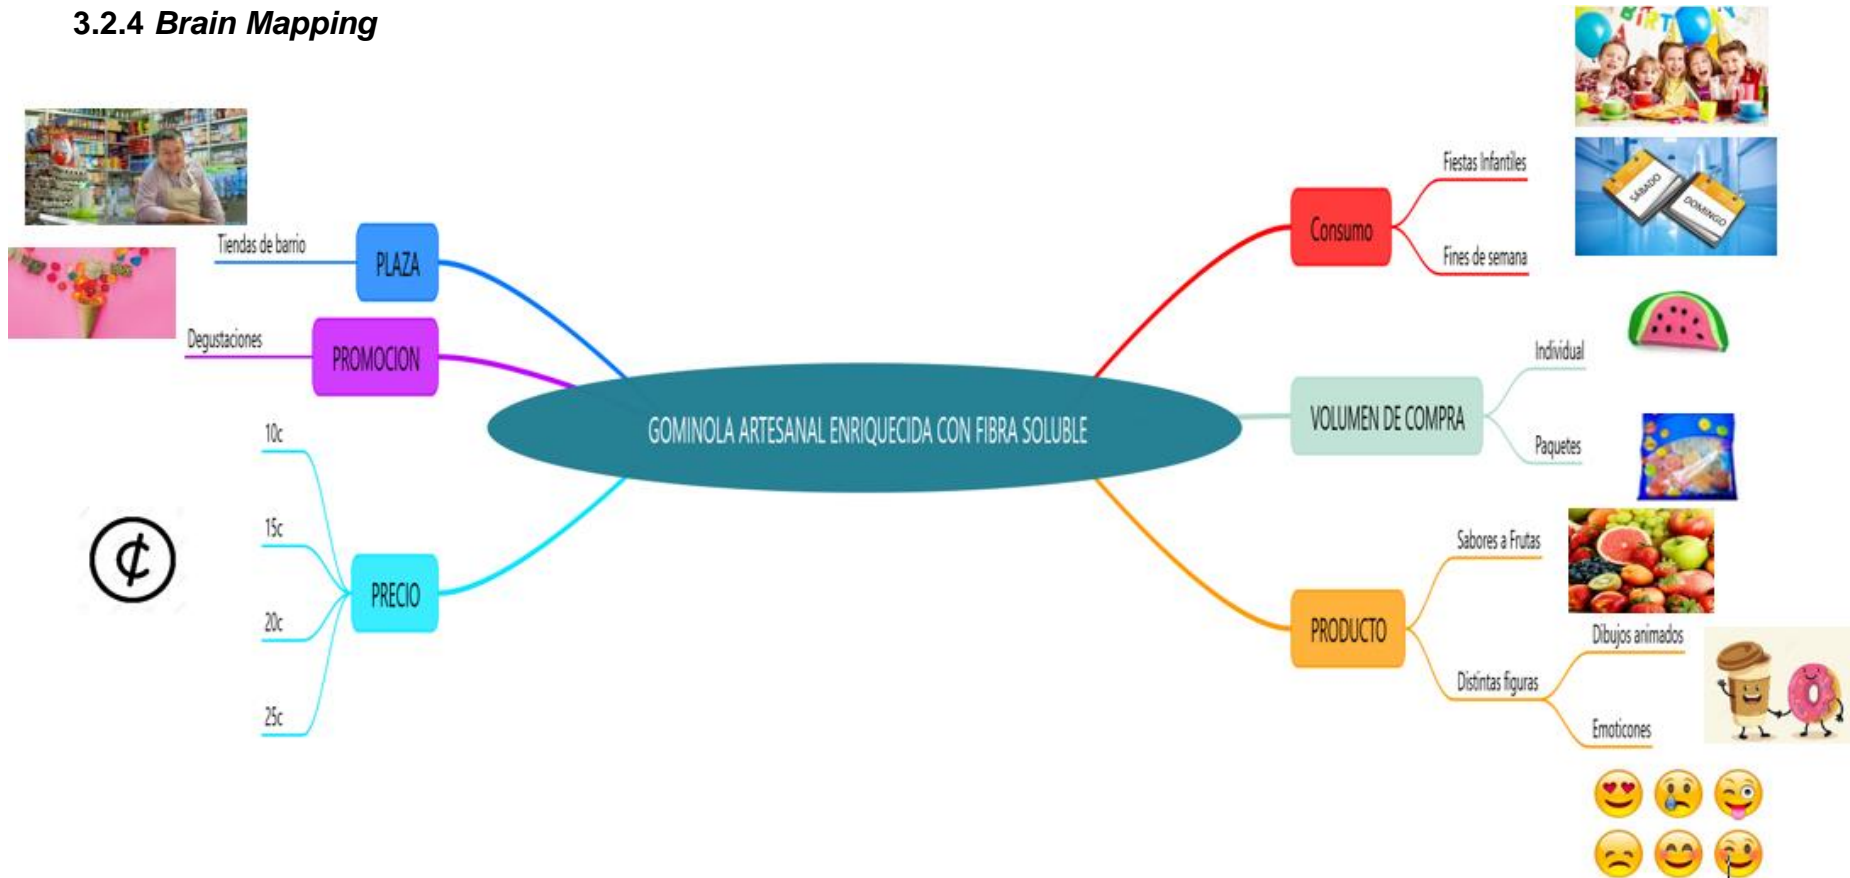 3.2.4 Brain Mapping
Tiendas de barrio
PLAZA
Degustaciones
PROMOCION
10c
15c
20c
25c
¢
PRECIO
GOMINOLA ARTESANAL ENRIQUECIDA CON FIBRA SOLUBLE
Consumo
Fiestas Infantiles
Fines de semana
SÁBADO
DOMINGO
VOLUMEN DE COMPRA
Individual
Paquetes
PRODUCTO
Sabores a Frutas
Distintas figuras
Dibujos animados
Emoticones